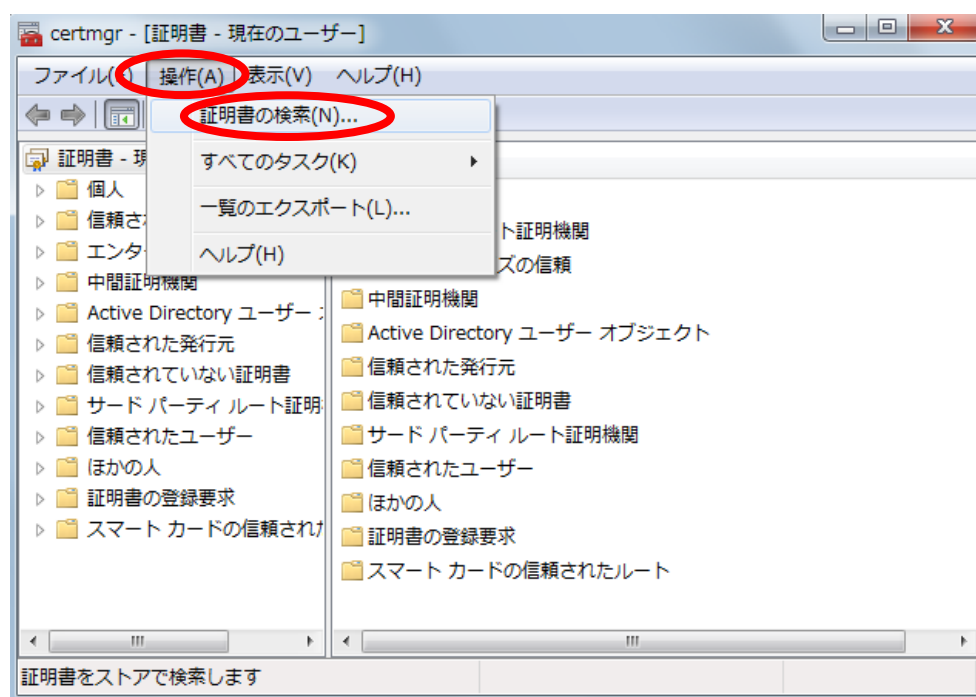 certmgr - [証明書 - 現在のユーザー]
ファイル( 操作(A) 表示(V) ヘルプ(H)
証明書の検索(N)...
すべてのタスク(K)
一覧のエクスポート(L)...
ヘルプ(H)
証明書 - 現
個人
信頼さ
エンタ
中間証明機関
Active Directory ユーザー
信頼された発行元
信頼されていない証明書
サード パーティ ルート証明
信頼されたユーザー
ほかの人
証明書の登録要求
スマート カードの信頼された
ト証明機関
ズの信頼
中間証明機関
Active Directory ユーザー オブジェクト
信頼された発行元
信頼されていない証明書
サード パーティ ルート証明機関
信頼されたユーザー
ほかの人
証明書の登録要求
スマート カードの信頼されたルート
証明書をストアで検索します